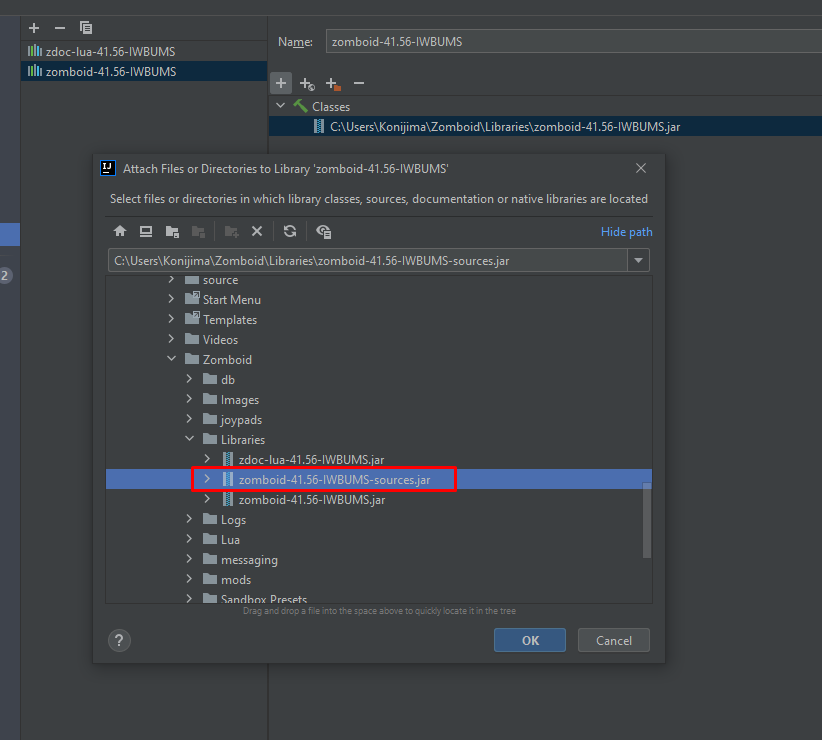 zdoc-lua-41.56-IWBUMS
zomboid-41.56-IWBUMS
Name: zomboid-41.56-IWBUMS
Classes
C:\Users\Konijima\Zomboid\Libraries\zomboid-41.56-IWBUMS.jar
2
IJ
Attach Files or Directories to Library 'zomboid-41.56-IWBUMS'
Select files or directories in which library classes, sources, documentation or native libraries are located
Hide path
C:\Users\Konijima\Zomboid\Libraries\zomboid-41.56-IWBUMS-sources.jar
source
Start Menu
Templates
Videos
Zomboid
db
Images
joypads
Libraries
zdoc-lua-41.56-IWBUMS.jar
zomboid-41.56-IWBUMS-sources.jar
zomboid-41.56-IWBUMS.jar
Logs
Lua
messaging
mods
Sandbox Presets
Drag and drop a file into the space above to quickly locate it in the tree
?
OK
Cancel